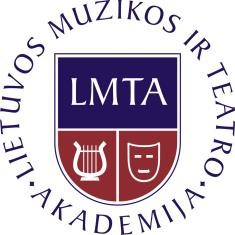 LIETUVOS MUZIKOS IR TEATRO
· AKADEMIJA ·
LMTA